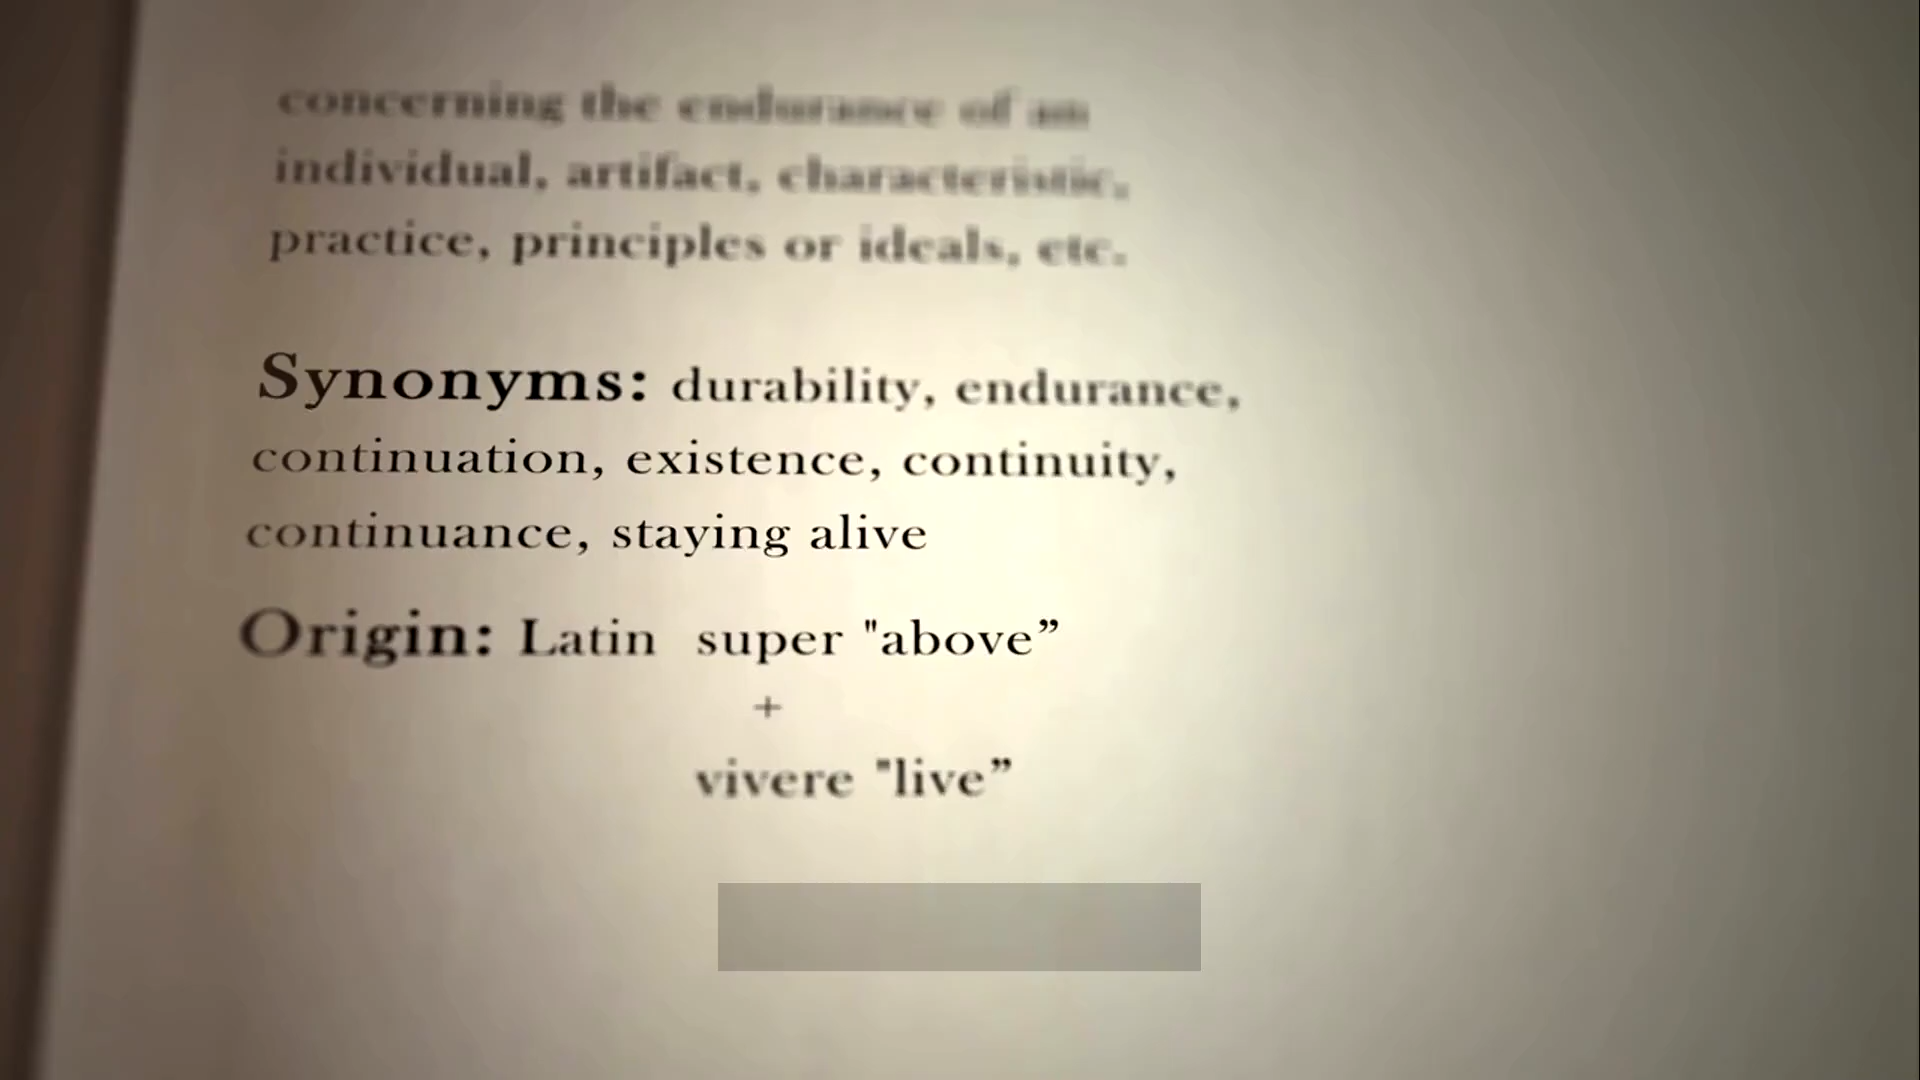 concerning the endurance of an
individual, artifact, characteristic,
practice, principles or ideals, etc.
Synonyms: durability, endurance,
continuation, existence, continuity,
continuance, staying alive
Origin: Latin super "above”
+
vivere "live”